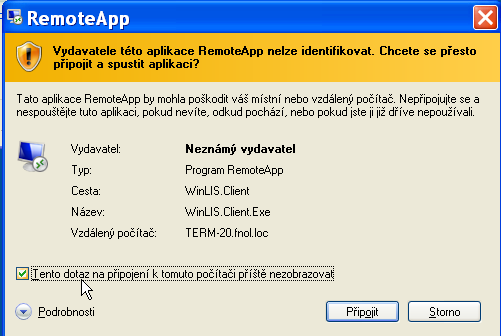 RemoteApp
Vydavatele této aplikace RemoteApp nelze identifikovat. Chcete se přesto
připojit a spustit aplikaci?
Tato aplikace RemoteApp by mohla poškodit váš místní nebo vzdálený počítač. Nepřipojujte se a
nespouštějte tuto aplikaci, pokud nevíte, odkud pochází, nebo pokud jste ji již dříve nepoužívali.
Vydavatel: Neznámý vydavatel
Typ: Program RemoteApp
Cesta: WinLIS.Client
Název: WinLIS.Client.Exe
Vzdálený počítač: TERM-20.fnol.loc
Tento dotaz na připojení k tomuto počítači příště nezobrazovat
Podrobnosti Připojit Storno